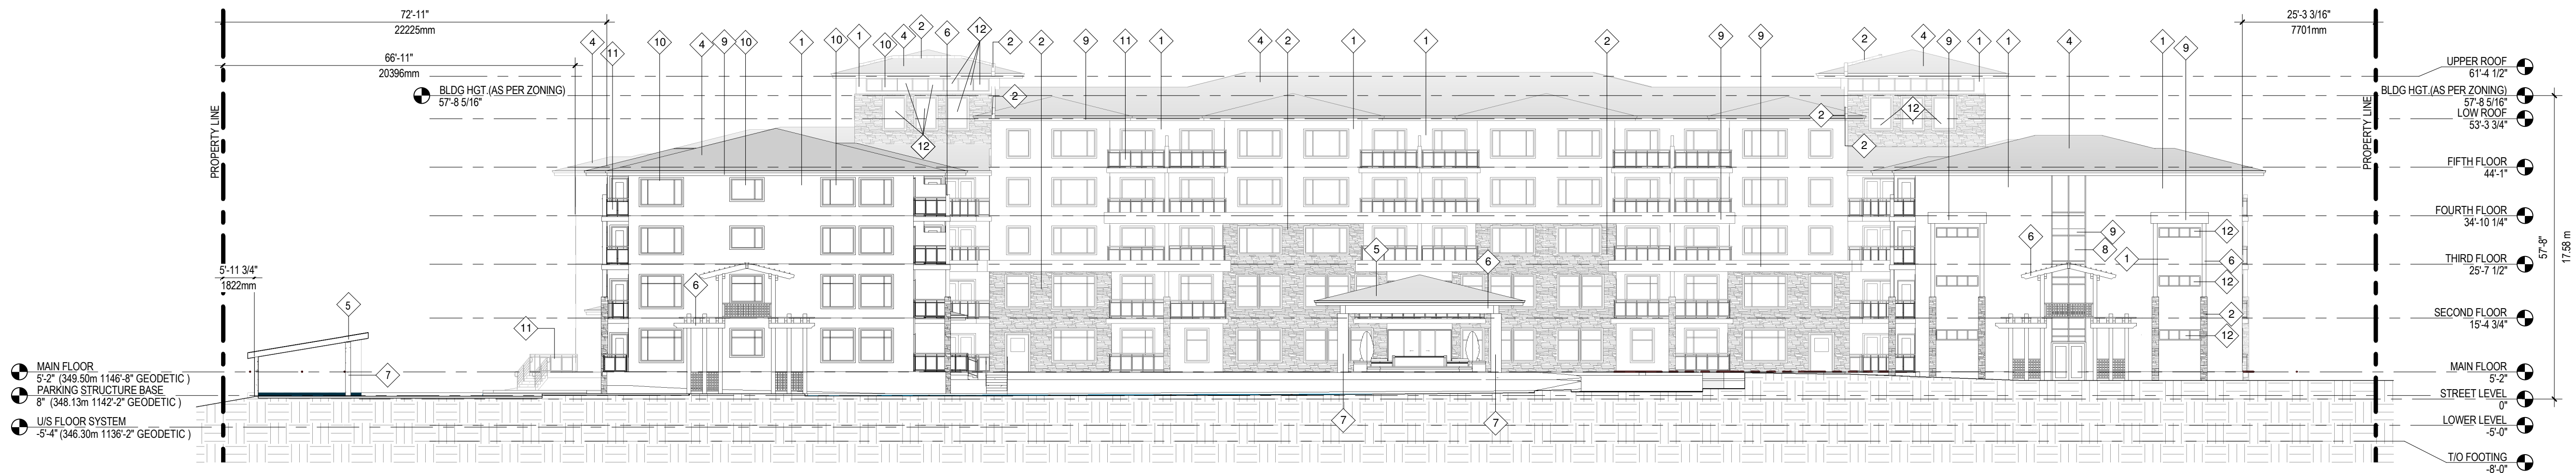 72'-11"
22225mm
66'-11"
20396mm
25'-3 3/16"
7701mm
4
11
10
4
9
10
1
10
1
10
4
2
6
12
2
2
9
11
1
4
2
1
1
2
9
9
2
4
9
1
1
4
1
9
PROPERTY LINE
BLDG HGT.(AS PER ZONING)
57'-8 5/16"
2
12
2
2
12
PROPERTY LINE
UPPER ROOF
61'-4 1/2"
BLDG HGT.(AS PER ZONING)
57'-8 5/16"
LOW ROOF
53'-3 3/4"
FIFTH FLOOR
44'-1"
FOURTH FLOOR
34'-10 1/4"
THIRD FLOOR
25'-7 1/2"
SECOND FLOOR
15'-4 3/4"
MAIN FLOOR
5'-2"
STREET LEVEL
0"
LOWER LEVEL
-5'-0"
T/O FOOTING
-8'-0"
57'-8"
17.58 m
5'-11 3/4"
1822mm
5
7
11
6
5
6
7
7
6
9
8
1
12
6
12
2
12
MAIN FLOOR
5'-2" (349.50m 1146'-8" GEODETIC )
PARKING STRUCTURE BASE
8" (348.13m 1142'-2" GEODETIC )
U/S FLOOR SYSTEM
-5'-4" (346.30m 1136'-2" GEODETIC )